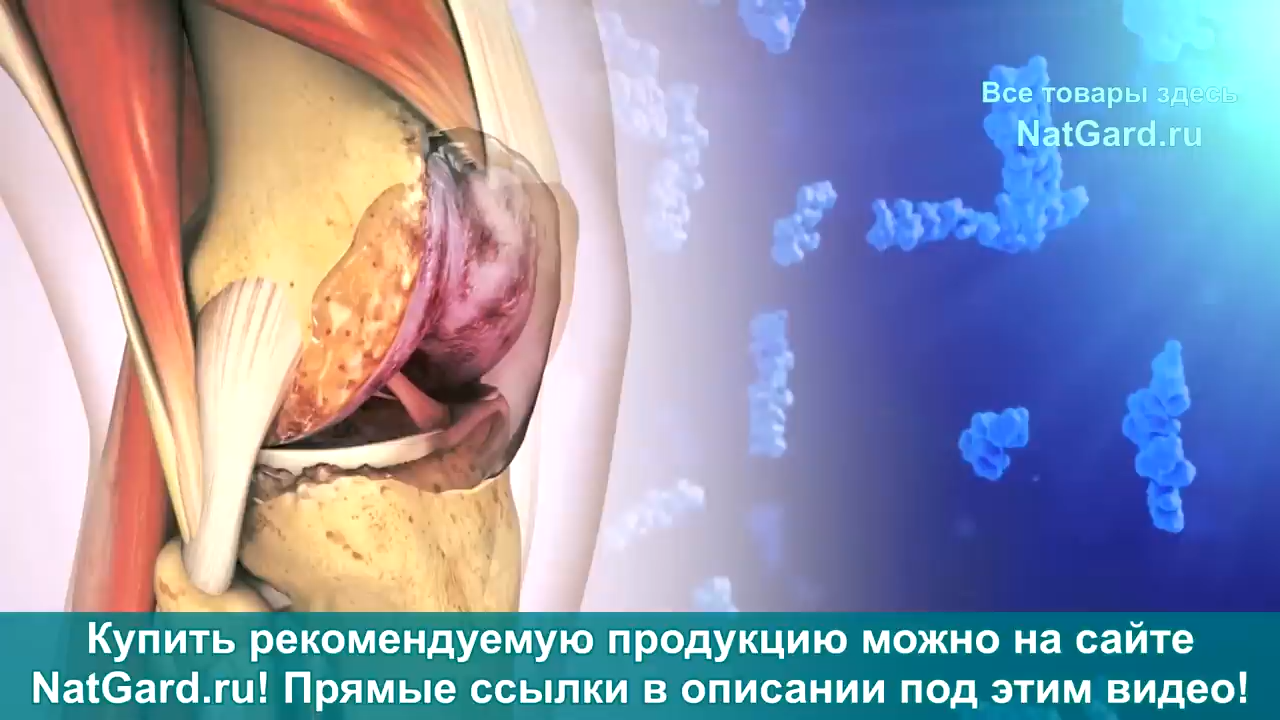 Все товары здесь
NatGard.ru
Купить рекомендуемую продукцию можно на сайте
NatGard.ru! Прямые ссылки в описании под этим видео!